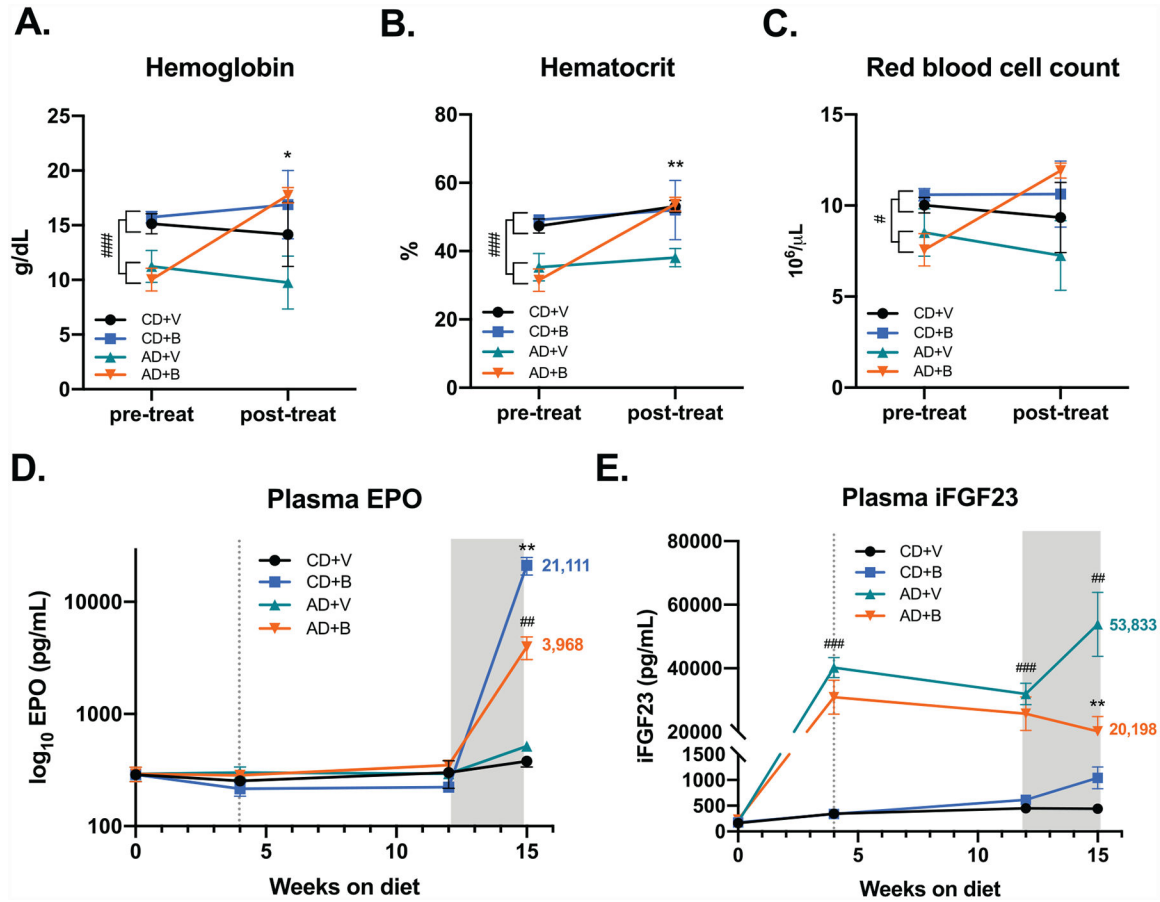 A.
Hemoglobin
25
20
15
10
5
0
g/dL
###
*
CD+V
CD+B
AD+V
AD+B
pre-treat post-treat
B.
Hematocrit
80
60
40
20
0
%
###
**
CD+V
CD+B
AD+V
AD+B
pre-treat post-treat
C.
Red blood cell count
15
10
5
0
10⁶/μL
#
CD+V
CD+B
AD+V
AD+B
pre-treat post-treat
D.
Plasma EPO
10000
1000
100
log₁₀ EPO (pg/mL)
CD+V
CD+B
AD+V
AD+B
**
21,111
##
3,968
0 5 10 15
Weeks on diet
E.
Plasma iFGF23
80000
60000
40000
20000
1500
1000
500
0
iFGF23 (pg/mL)
CD+V
CD+B
AD+V
AD+B
###
###
##
53,833
**
20,198
0 5 10 15
Weeks on diet